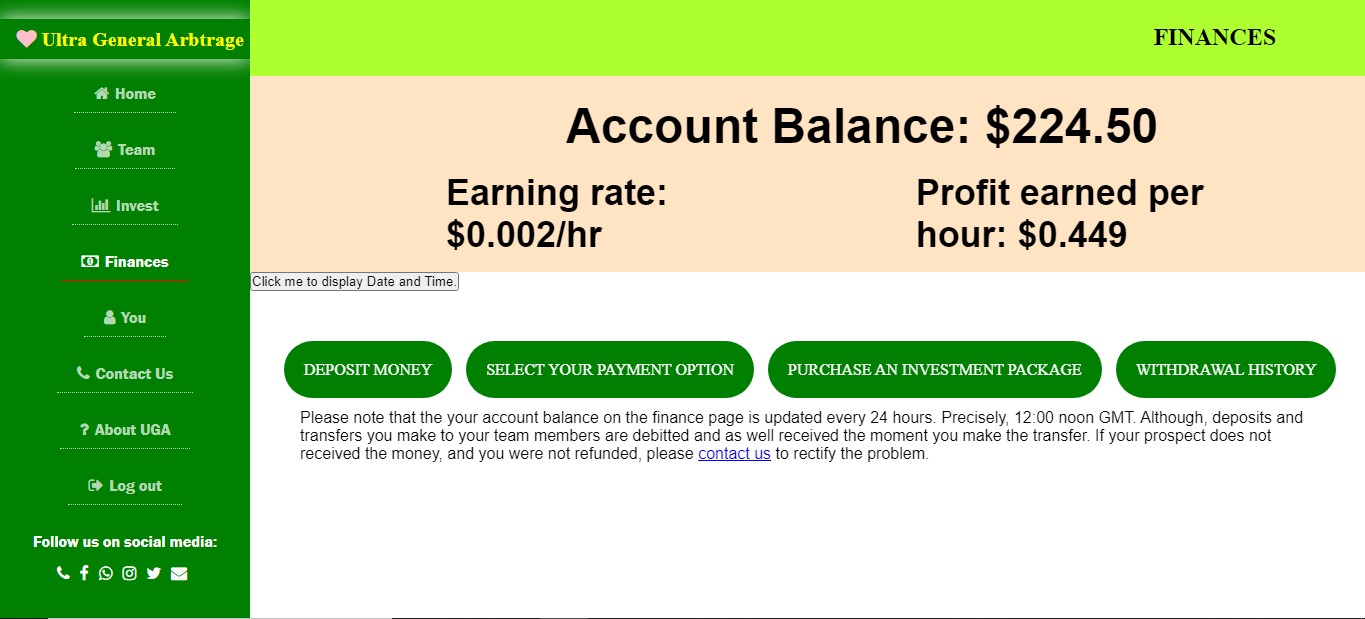 Ultra General Arbtrage
FINANCES
Home
Team
Invest
Finances
You
Contact Us
? About UGA
Log out
Follow us on social media:
Account Balance: $224.50
Earning rate:
$0.002/hr
Profit earned per
hour: $0.449
Click me to display Date and Time.
DEPOSIT MONEY
SELECT YOUR PAYMENT OPTION
PURCHASE AN INVESTMENT PACKAGE
WITHDRAWAL HISTORY
Please note that the your account balance on the finance page is updated every 24 hours. Precisely, 12:00 noon GMT. Although, deposits and
transfers you make to your team members are debitted and as well received the moment you make the transfer. If your prospect does not
received the money, and you were not refunded, please contact us to rectify the problem.